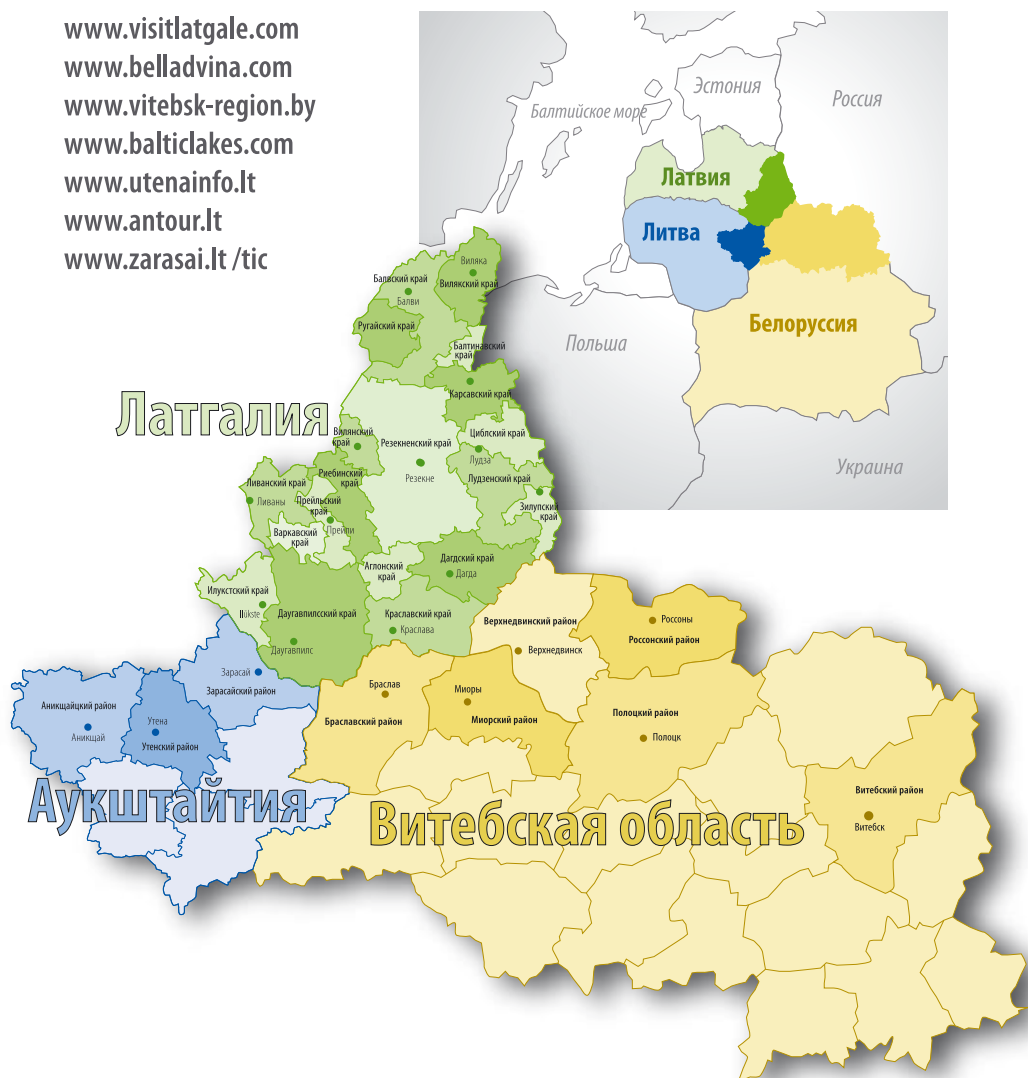 www.visitlatgale.com
www.belladvina.com
www.vitebsk-region.by
www.balticlakes.com
www.utenainfo.lt
www.antour.lt
www.zarasai.lt /tic
Эстония
Россия
Балтийское море
Латвия
Литва
Белоруссия
Польша
Украина
Виляка
Балвский край
Вилякский край
Балви
Ругайский край
Балтинавский
край
Карсавский край
Латгалия
Вилянский
край
Резекненский край
Циблский край
Лудза
Резекне
Риебинский
край
Лудзенский край
Ливанский край
Ливаны
Прейльский
край
Зилупский
край
Прейли
Варкавский
край
Дагдский край
Аглонский
край
Дагда
Илукстский край
Ilūkste
Даугавпилсский край
Краславский край
Краслава
Даугавпилс
Верхнедвинский район
Верхнедвинск
Россоны
Россонский район
Зарасай
Зарасайский район
Аникщайцкий район
Аникщай
Утена
Утенский район
Браслав
Браславский район
Миоры
Миорский район
Полоцкий район
Полоцк
Аукштайтия
Витебская область
Витебский район
Витебск